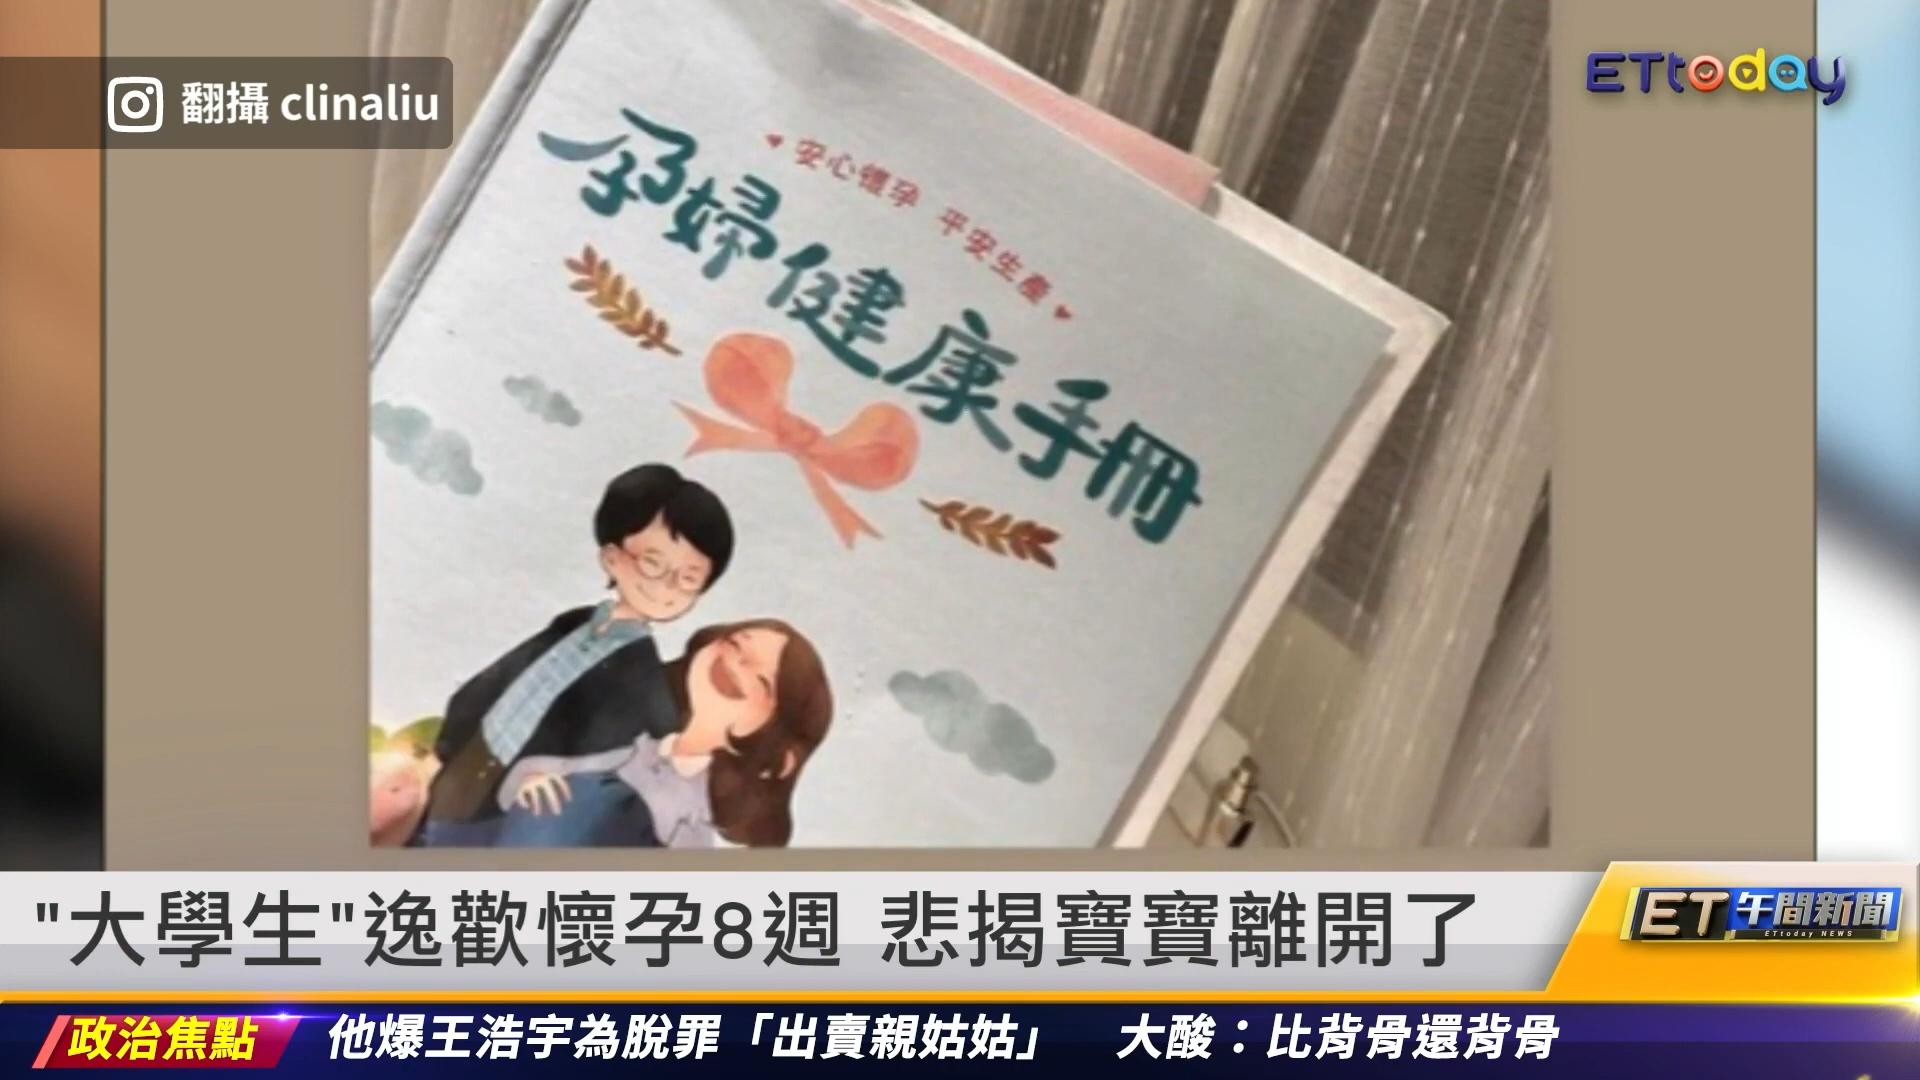 翻攝 clinaliu
ETtoday
安心懷孕 平安生產
孕婦健康手冊
"大學生"逸歡懷孕8週 悲揭寶寶離開了
ET午間新聞
ETtoday NEWS
政治焦點 他爆王浩宇為脫罪「出賣親姑姑」 大酸：比背骨還背骨